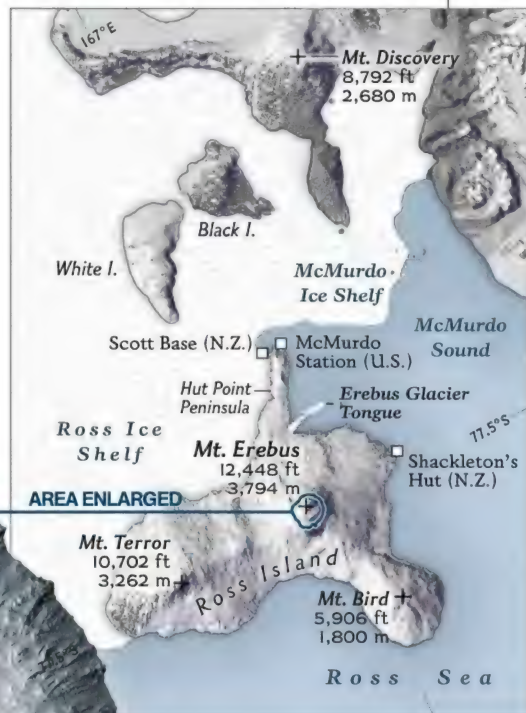 167°E
Mt. Discovery
8,792 ft
2,680 m
Black I.
White I.
McMurdo
Ice Shelf
McMurdo
Sound
Scott Base (N.Z.)
McMurdo
Station (U.S.)
Hut Point
Peninsula
Erebus Glacier
Tongue
77.5°S
Ross Ice
Shelf
Mt. Erebus
12,448 ft
3,794 m
Shackleton's
Hut (N.Z.)
AREA ENLARGED
Mt. Terror
10,702 ft
3,262 m
Ross Island
Mt. Bird
5,906 ft
1,800 m
Ross Sea